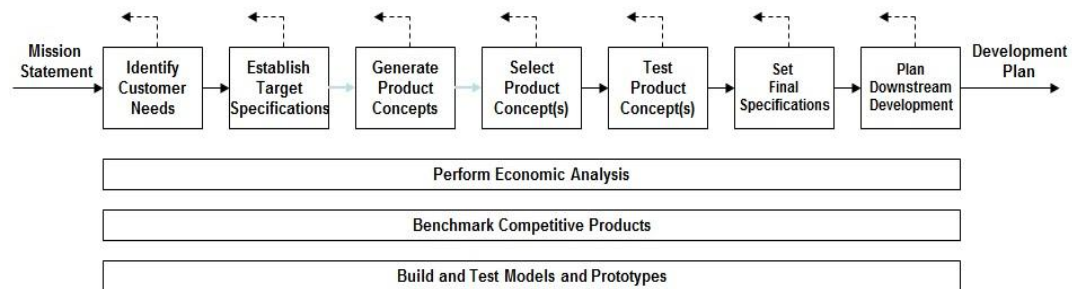 Mission
Statement
Identify
Customer
Needs
Establish
Target
Specifications
Generate
Product
Concepts
Select
Product
Concept(s)
Test
Product
Concept(s)
Set
Final
Specifications
Plan
Downstream
Development
Development
Plan
Perform Economic Analysis
Benchmark Competitive Products
Build and Test Models and Prototypes